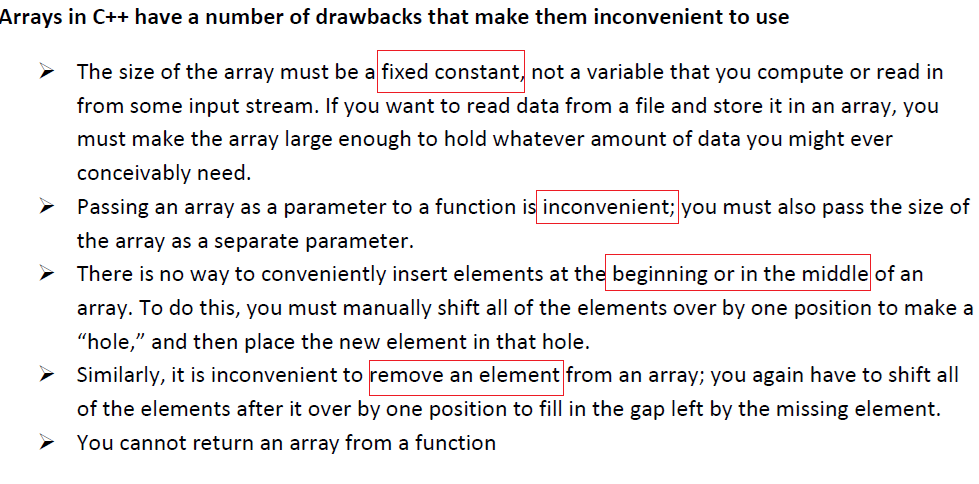 Arrays in C++ have a number of drawbacks that make them inconvenient to use
➢ The size of the array must be a fixed constant, not a variable that you compute or read in
from some input stream. If you want to read data from a file and store it in an array, you
must make the array large enough to hold whatever amount of data you might ever
conceivably need.
➢ Passing an array as a parameter to a function is inconvenient; you must also pass the size of
the array as a separate parameter.
➢ There is no way to conveniently insert elements at the beginning or in the middle of an
array. To do this, you must manually shift all of the elements over by one position to make a
“hole,” and then place the new element in that hole.
➢ Similarly, it is inconvenient to remove an element from an array; you again have to shift all
of the elements after it over by one position to fill in the gap left by the missing element.
➢ You cannot return an array from a function